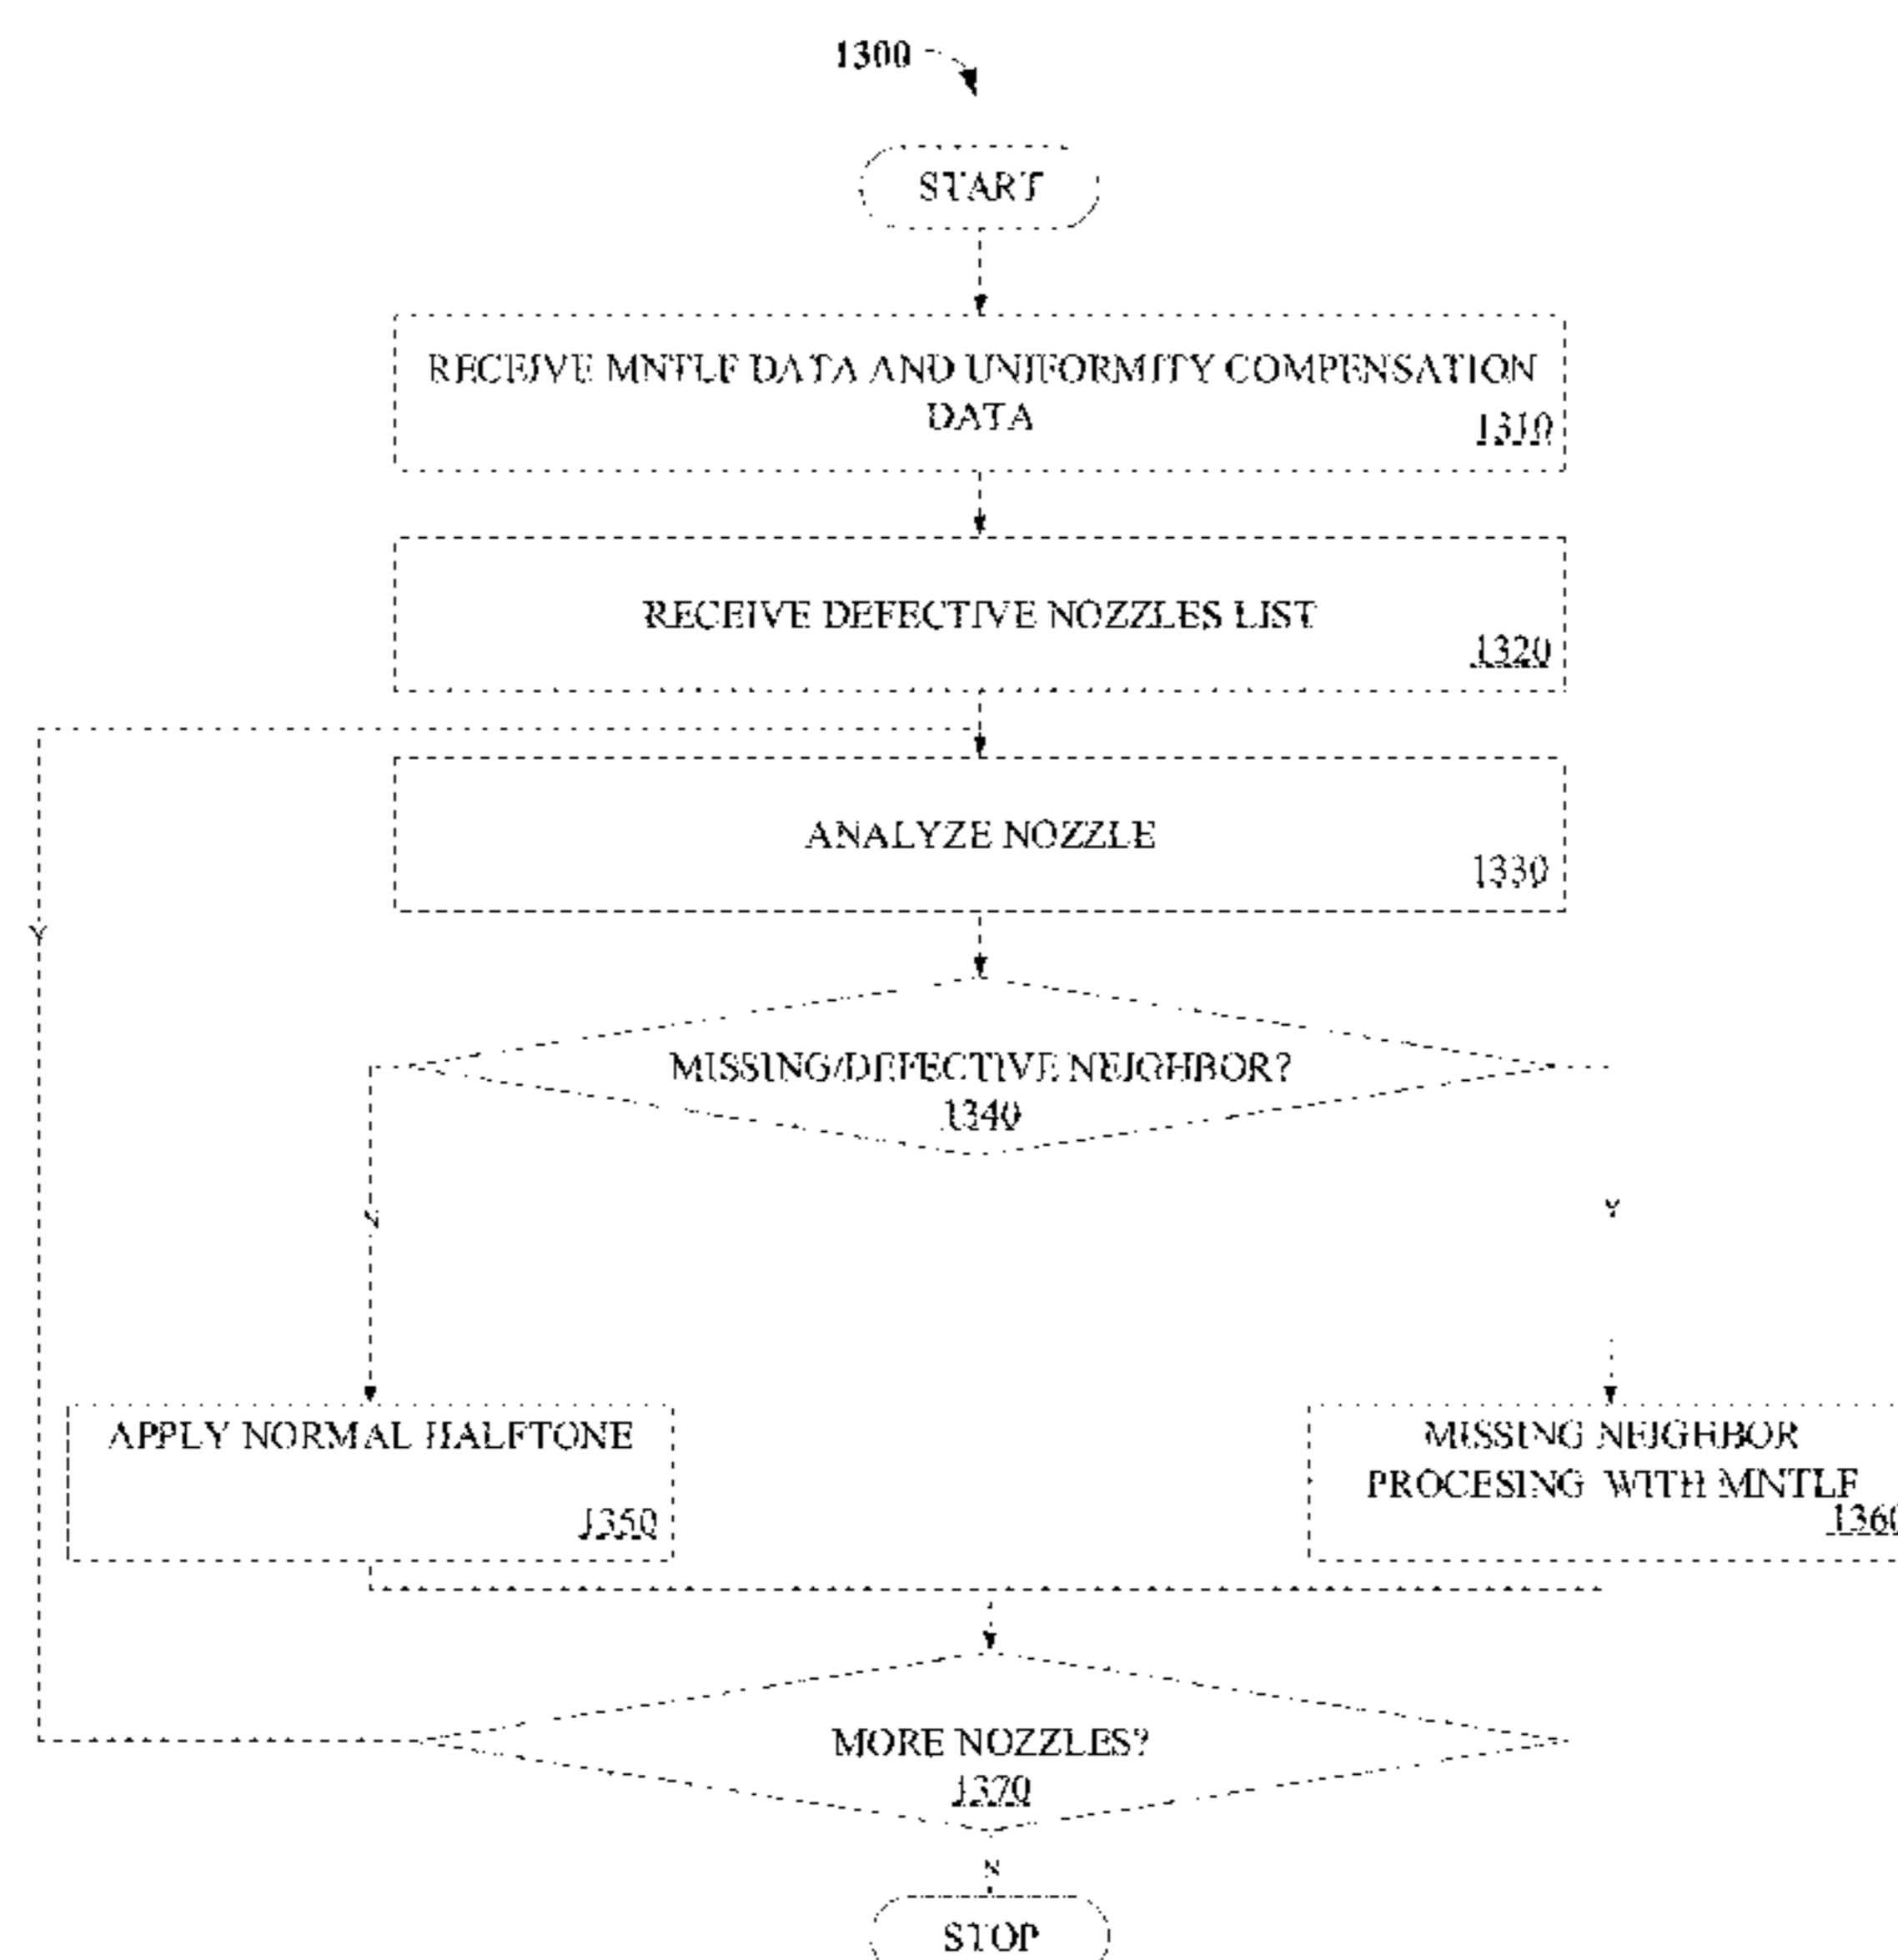 1300
START
RECEIVE MNTLF DATA AND UNIFORMITY COMPENSATION
DATA
1310
RECEIVE DEFECTIVE NOZZLES LIST
1320
ANALYZE NOZZLE
1330
Y
MISSING/DEFECTIVE NEIGHBOR?
1340
N
Y
APPLY NORMAL HALFTONE
1350
MISSING NEIGHBOR
PROCESING WITH MNTLF
1360
MORE NOZZLES?
1370
N
STOP